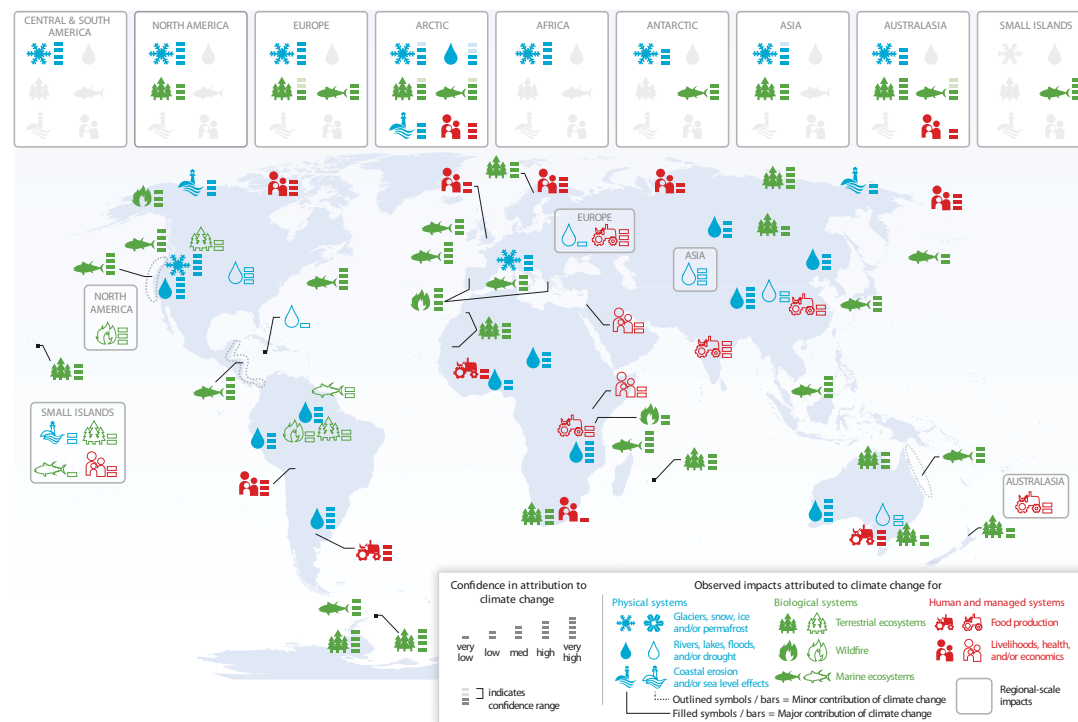 CENTRAL & SOUTH
AMERICA
NORTH AMERICA
EUROPE
ARCTIC
AFRICA
ANTARCTIC
ASIA
AUSTRALASIA
SMALL ISLANDS
EUROPE
ASIA
NORTH
AMERICA
SMALL ISLANDS
AUSTRALASIA
Confidence in attribution to
climate change
very
low
low
med
high
very
high
indicates
confidence range
Observed impacts attributed to climate change for
Physical systems
Glaciers, snow, ice
and/or permafrost
Rivers, lakes, floods,
and/or drought
Coastal erosion
and/or sea level effects
Biological systems
Terrestrial ecosystems
Wildfire
Marine ecosystems
Human and managed systems
Food production
Livelihoods, health,
and/or economics
Outlined symbols / bars = Minor contribution of climate change
Filled symbols / bars = Major contribution of climate change
Regional-scale
impacts